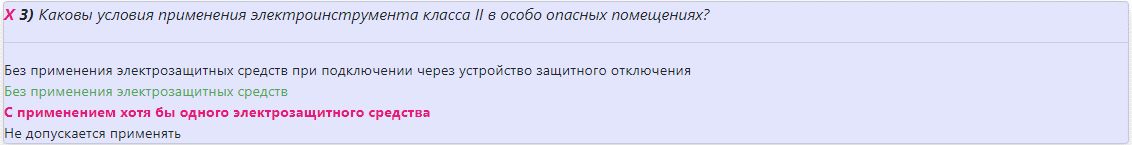 X 3) Каковы условия применения электроинструмента класса II в особо опасных помещениях?
Без применения электрозащитных средств при подключении через устройство защитного отключения
Без применения электрозащитных средств
С применением хотя бы одного электрозащитного средства
Не допускается применять